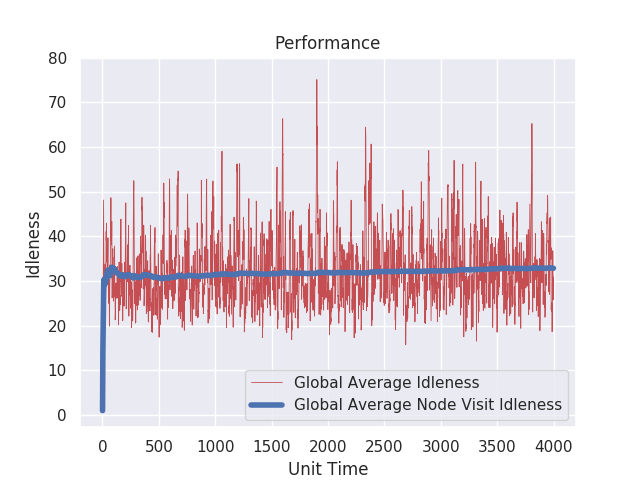 Performance
80
70
60
50
40
30
20
10
0
Idleness
Global Average Idleness
Global Average Node Visit Idleness
0 500 1000 1500 2000 2500 3000 3500 4000
Unit Time